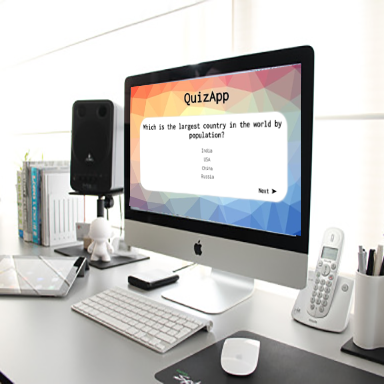 QuizApp
Which is the largest country in the world by
population?
India
USA
China
Russia
Next ➤